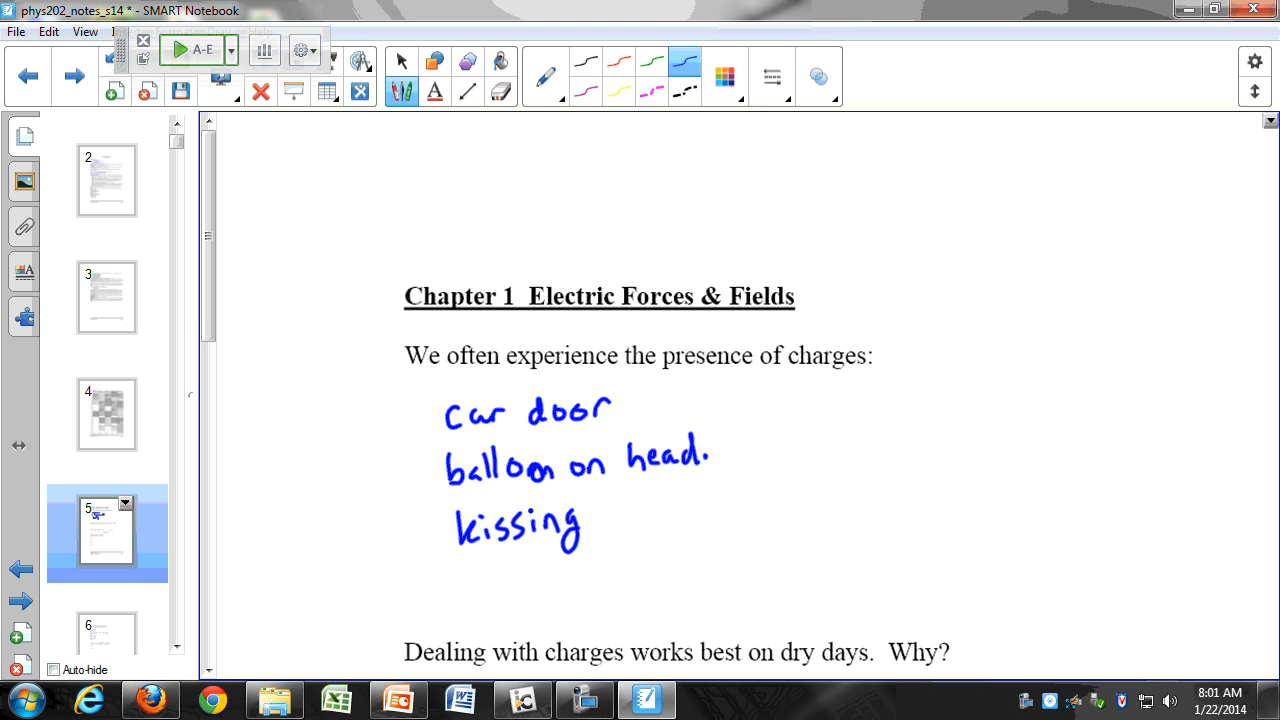 phys202_notes_s14 * - SMART Notebook
File Edit View
A-E
2
3
4
5
6
Auto-hide
Chapter 1 Electric Forces & Fields
We often experience the presence of charges:
car door
balloon on head.
kissing
Dealing with charges works best on dry days. Why?
8:01 AM
1/22/2014